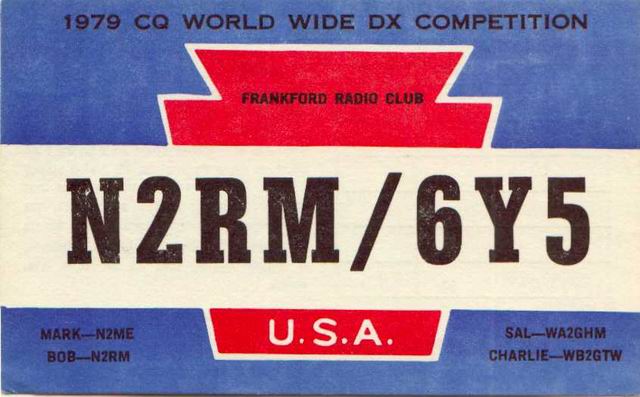 1979 CQ WORLD WIDE DX COMPETITION
FRANKFORD RADIO CLUB
N2RM/6Y5
U.S.A.
MARK—N2ME
BOB—N2RM
SAL—WA2GHM
CHARLIE—WB2GTW